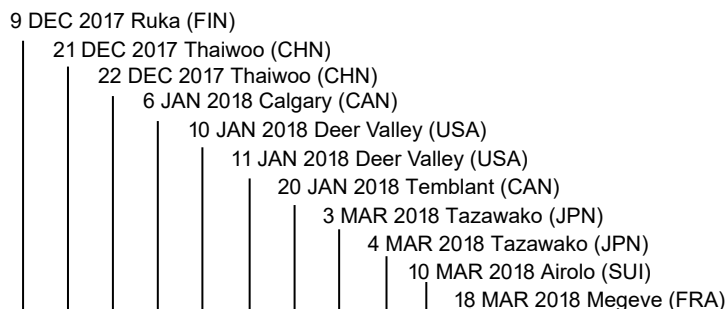 9 DEC 2017 Ruka (FIN)
21 DEC 2017 Thaiwoo (CHN)
22 DEC 2017 Thaiwoo (CHN)
6 JAN 2018 Calgary (CAN)
10 JAN 2018 Deer Valley (USA)
11 JAN 2018 Deer Valley (USA)
20 JAN 2018 Temblant (CAN)
3 MAR 2018 Tazawako (JPN)
4 MAR 2018 Tazawako (JPN)
10 MAR 2018 Airolo (SUI)
18 MAR 2018 Megeve (FRA)